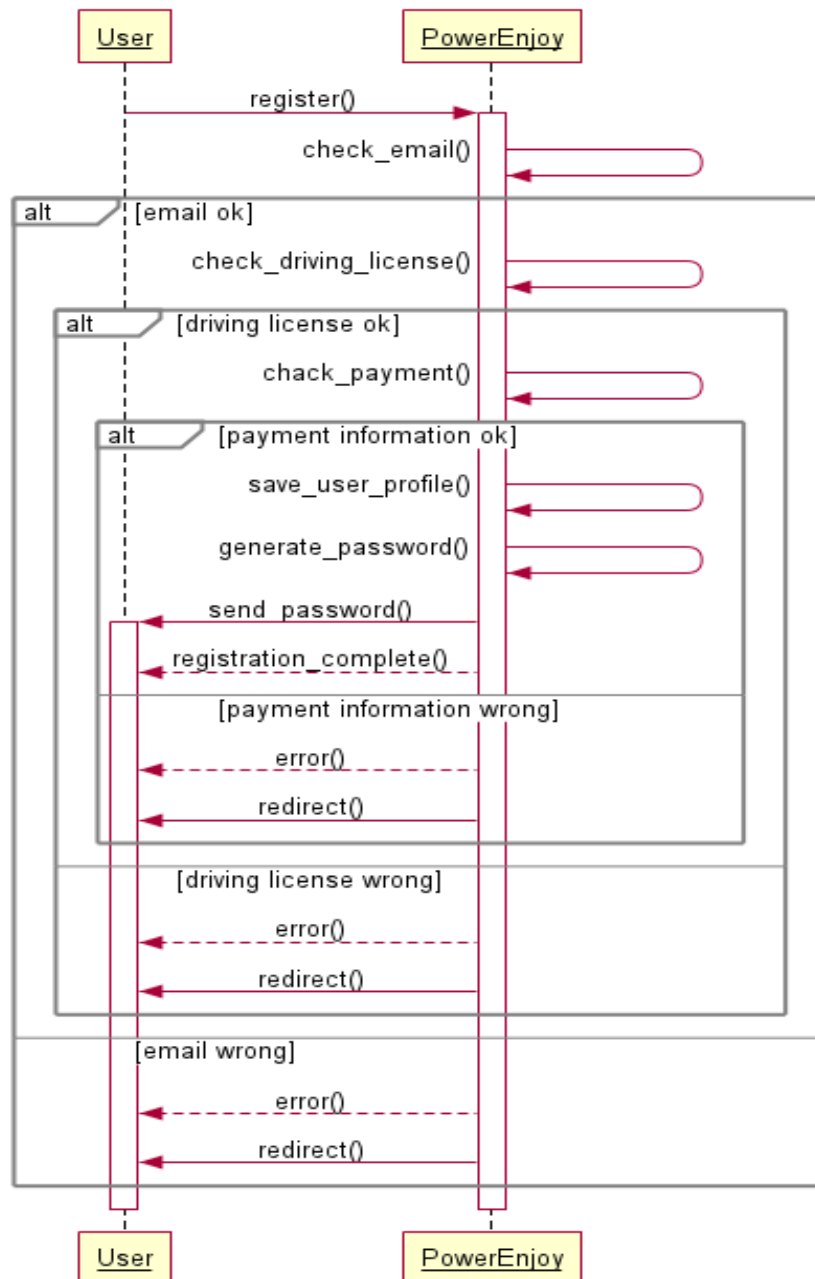 User PowerEnjoy
register()
check_email()
alt [email ok]
check_driving_license()
alt [driving license ok]
chack_payment()
alt [payment information ok]
save_user_profile()
generate_password()
send_password()
registration_complete()
[payment information wrong]
error()
redirect()
[driving license wrong]
error()
redirect()
[email wrong]
error()
redirect()
User PowerEnjoy